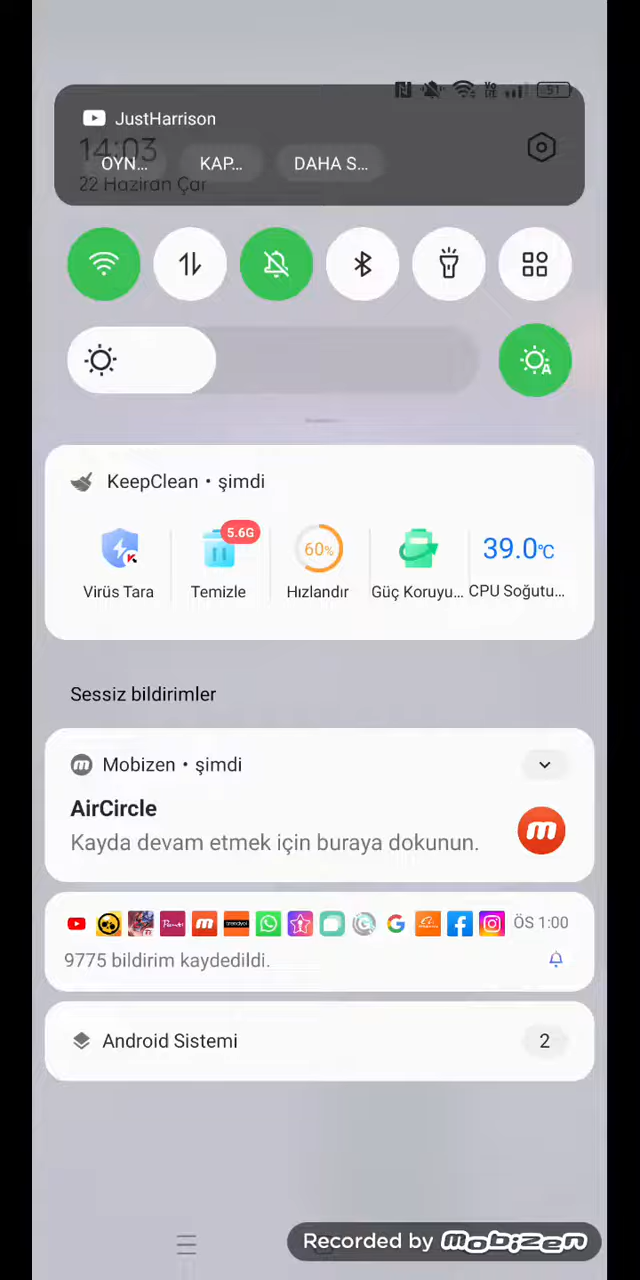 51
JustHarrison
14:03
OYN...
KAP...
DAHA S...
22 Haziran Çar
A
KeepClean • şimdi
5.6G
60%
39.0°C
Virüs Tara
Temizle
Hızlandır
Güç Koruyu...
CPU Soğutu...
Sessiz bildirimler
m Mobizen • şimdi
AirCircle
Kayda devam etmek için buraya dokunun.
m
ÖS 1:00
9775 bildirim kaydedildi.
Android Sistemi
2
Recorded by mobizen